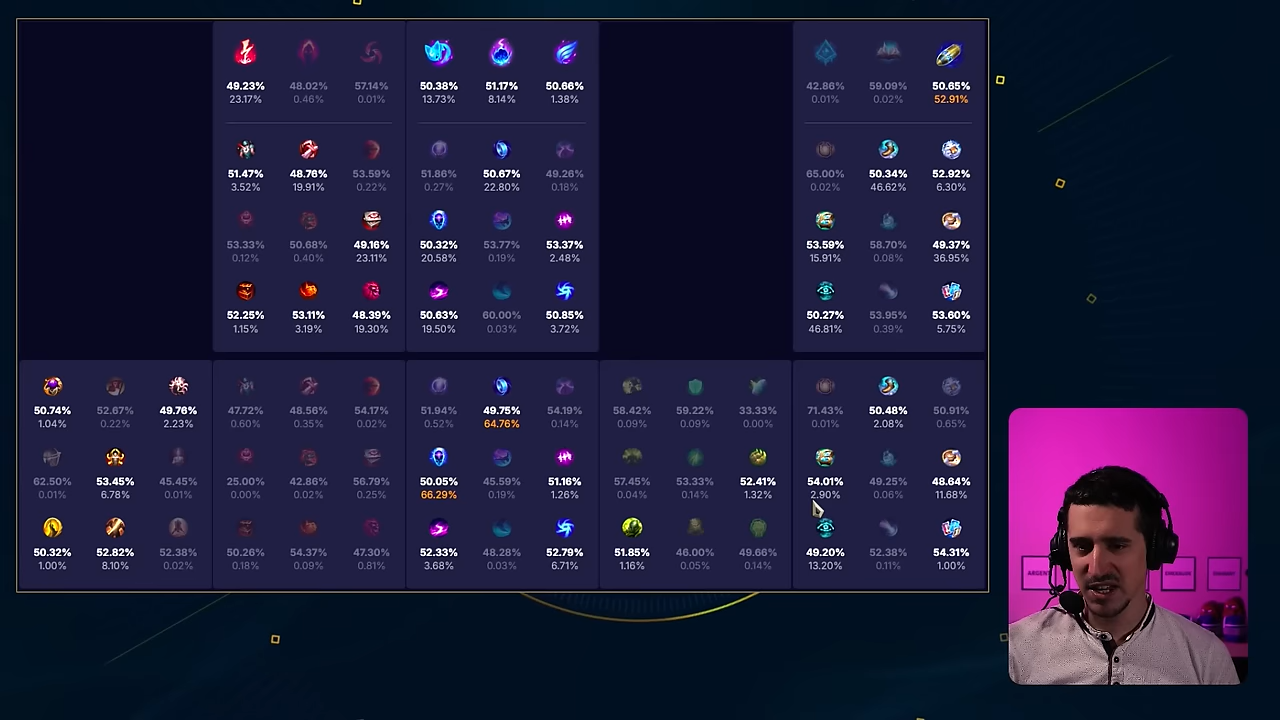 49.23% 48.02% 57.14% 50.38% 51.17% 50.66% 42.86% 59.09% 50.65%
23.17% 0.46% 0.01% 13.73% 8.14% 1.38% 0.01% 0.02% 52.91%
51.47% 48.76% 53.59% 51.86% 50.67% 49.26% 65.00% 50.34% 52.92%
3.52% 19.91% 0.22% 0.27% 22.80% 0.18% 0.02% 46.62% 6.30%
53.33% 50.68% 49.16% 50.32% 53.77% 53.37% 53.59% 58.70% 49.37%
0.12% 0.40% 23.11% 20.58% 0.19% 2.48% 15.91% 0.08% 36.95%
52.25% 53.11% 48.39% 50.63% 60.00% 50.85% 50.27% 53.95% 53.60%
1.15% 3.19% 19.30% 19.50% 0.03% 3.72% 46.81% 0.39% 5.75%
50.74% 52.67% 49.76% 47.72% 48.56% 54.17% 51.94% 49.75% 54.19% 58.42% 59.22% 33.33% 71.43% 50.48% 50.91%
1.04% 0.22% 2.23% 0.60% 0.35% 0.02% 0.52% 64.76% 0.14% 0.09% 0.09% 0.00% 0.01% 2.08% 0.65%
62.50% 53.45% 45.45% 25.00% 42.86% 56.79% 50.05% 45.59% 51.16% 57.45% 53.33% 52.41% 54.01% 49.25% 48.64%
0.01% 6.78% 0.01% 0.00% 0.02% 0.25% 66.29% 0.19% 1.26% 0.04% 0.14% 1.32% 2.90% 0.06% 11.68%
50.32% 52.82% 52.38% 50.26% 54.37% 47.30% 52.33% 48.28% 52.79% 51.85% 46.00% 49.66% 49.20% 52.38% 54.31%
1.00% 8.10% 0.02% 0.18% 0.09% 0.81% 3.68% 0.03% 6.71% 1.16% 0.05% 0.14% 13.20% 0.11% 1.00%